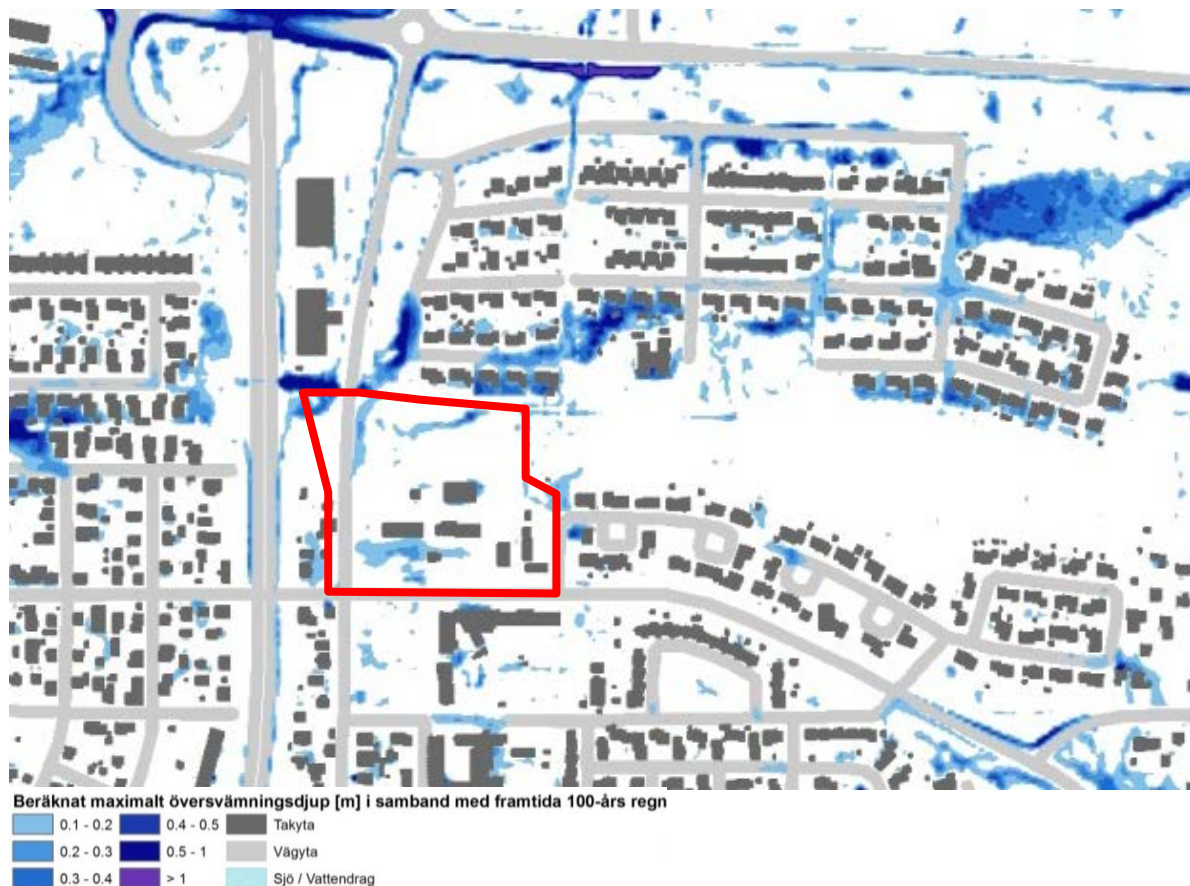 Beräknat maximalt översvämningsdjup [m] i samband med framtida 100-års regn
0.1 - 0.2 0.4 - 0.5 Takyta
0.2 - 0.3 0.5 - 1 Vägyta
0.3 - 0.4 > 1 Sjö / Vattendrag